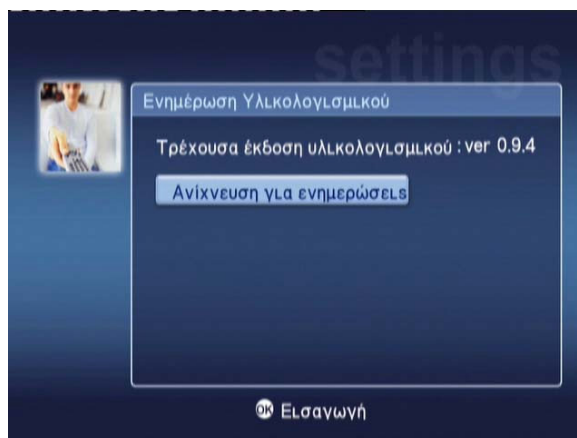 settings
Ενημέρωση Υλικολογισμικού
Τρέχουσα έκδοση υλικολογισμικού : ver 0.9.4
Ανίχνευση για ενημερώσεις
OK Εισαγωγή